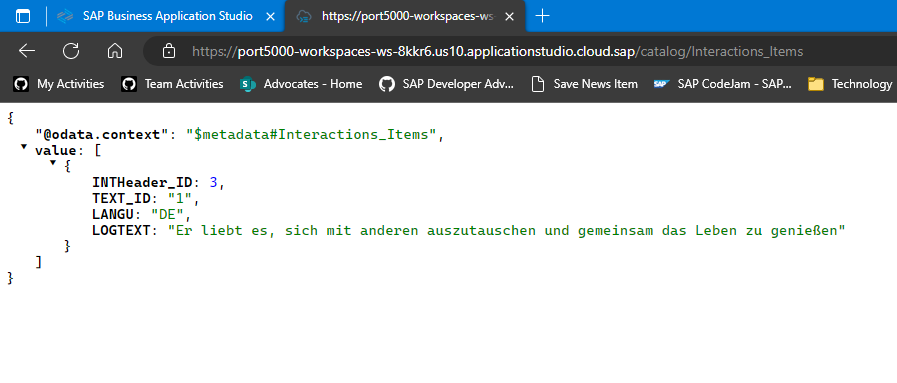 SAP Business Application Studio
https://port5000-workspaces-ws-
https://port5000-workspaces-ws-8kkr6.us10.applicationstudio.cloud.sap/catalog/Interactions_Items
My Activities Team Activities Advocates - Home SAP Developer Adv... Save News Item SAP SAP CodeJam - SAP... Technology
{
"@odata.context": "$metadata#Interactions_Items",
value: [
{
INTHeader_ID: 3,
TEXT_ID: "1",
LANGU: "DE",
LOGTEXT: "Er liebt es, sich mit anderen auszutauschen und gemeinsam das Leben zu genießen"
}
]
}